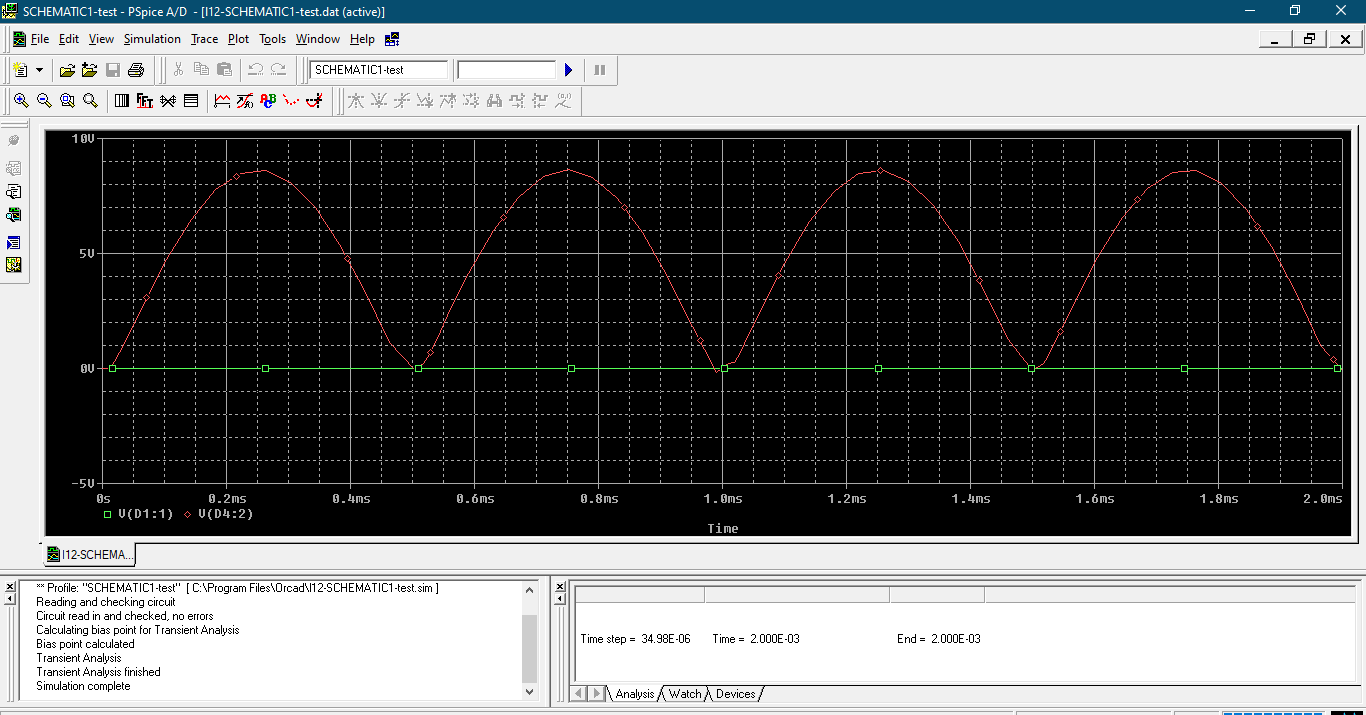 SCHEMATIC1-test - PSpice A/D - [I12-SCHEMATIC1-test.dat (active)]
File Edit View Simulation Trace Plot Tools Window Help
SCHEMATIC1-test
FFT
ABC
10V
5V
0V
-5V
0s 0.2ms 0.4ms 0.6ms 0.8ms 1.0ms 1.2ms 1.4ms 1.6ms 1.8ms 2.0ms
V(D1:1) V(D4:2)
Time
I12-SCHEMA...
** Profile: "SCHEMATIC1-test" [ C:\Program Files\Orcad\I12-SCHEMATIC1-test.sim ]
Reading and checking circuit
Circuit read in and checked, no errors
Calculating bias point for Transient Analysis
Bias point calculated
Transient Analysis
Transient Analysis finished
Simulation complete
Time step = 34.98E-06 Time = 2.000E-03 End = 2.000E-03
Analysis Watch Devices